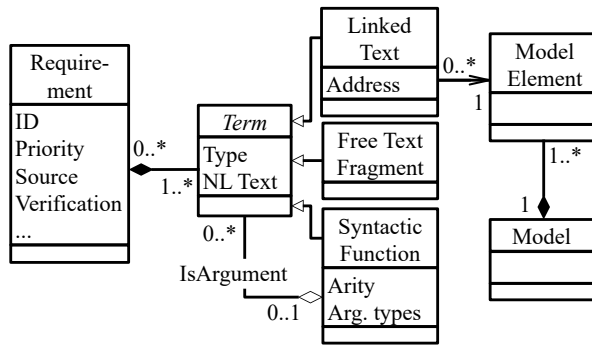 Require-
ment
ID
Priority
Source
Verification
...
0..*
1..*
Term
Type
NL Text
0..*
IsArgument
0..1
Linked
Text
Address
Free Text
Fragment
Syntactic
Function
Arity
Arg. types
0..*
1
Model
Element
1..*
1
Model